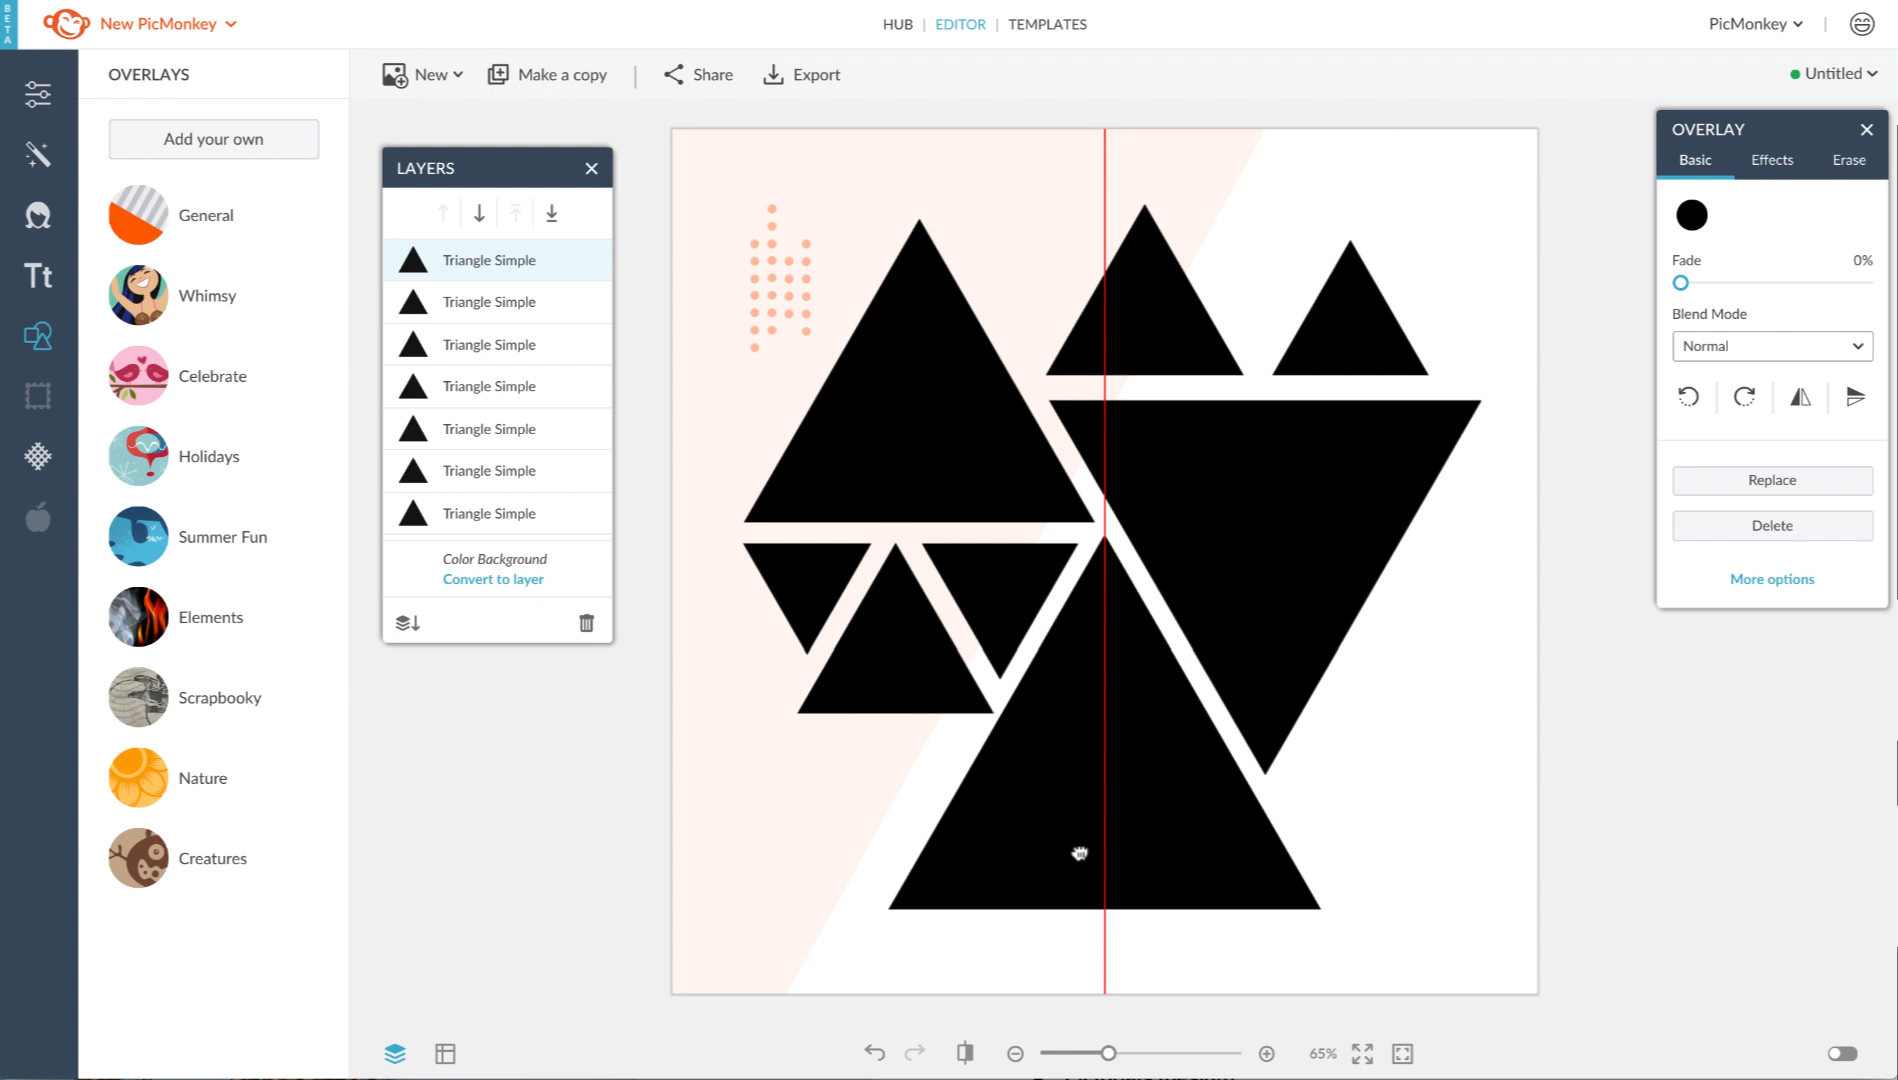 BETA
New PicMonkey
HUB | EDITOR | TEMPLATES
PicMonkey
OVERLAYS
New
Make a copy
Share
Export
Untitled
Add your own
General
Whimsy
Celebrate
Holidays
Summer Fun
Elements
Scrapbooky
Nature
Creatures
Tt
LAYERS
Triangle Simple
Triangle Simple
Triangle Simple
Triangle Simple
Triangle Simple
Triangle Simple
Triangle Simple
Color Background
Convert to layer
OVERLAY
Basic Effects Erase
Fade 0%
Blend Mode
Normal
Replace
Delete
More options
65%